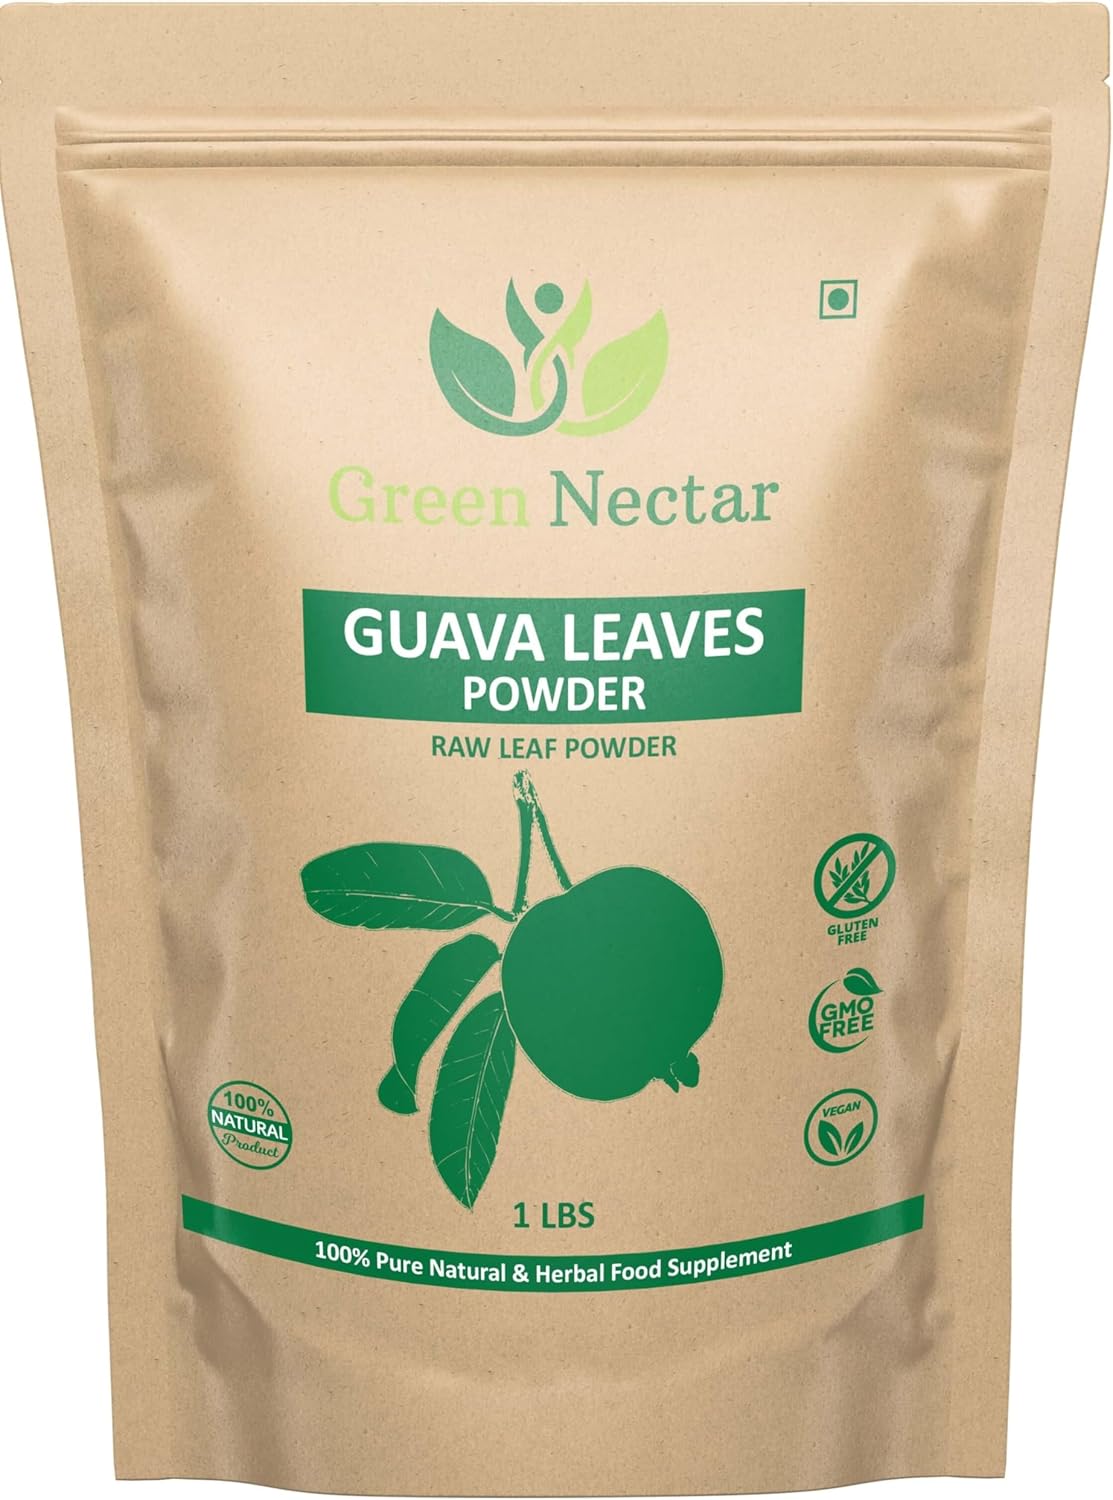 Green Nectar
GUAVA LEAVES
POWDER
RAW LEAF POWDER
GLUTEN
FREE
GMO
FREE
VEGAN
100%
NATURAL
Product
1 LBS
100% Pure Natural & Herbal Food Supplement